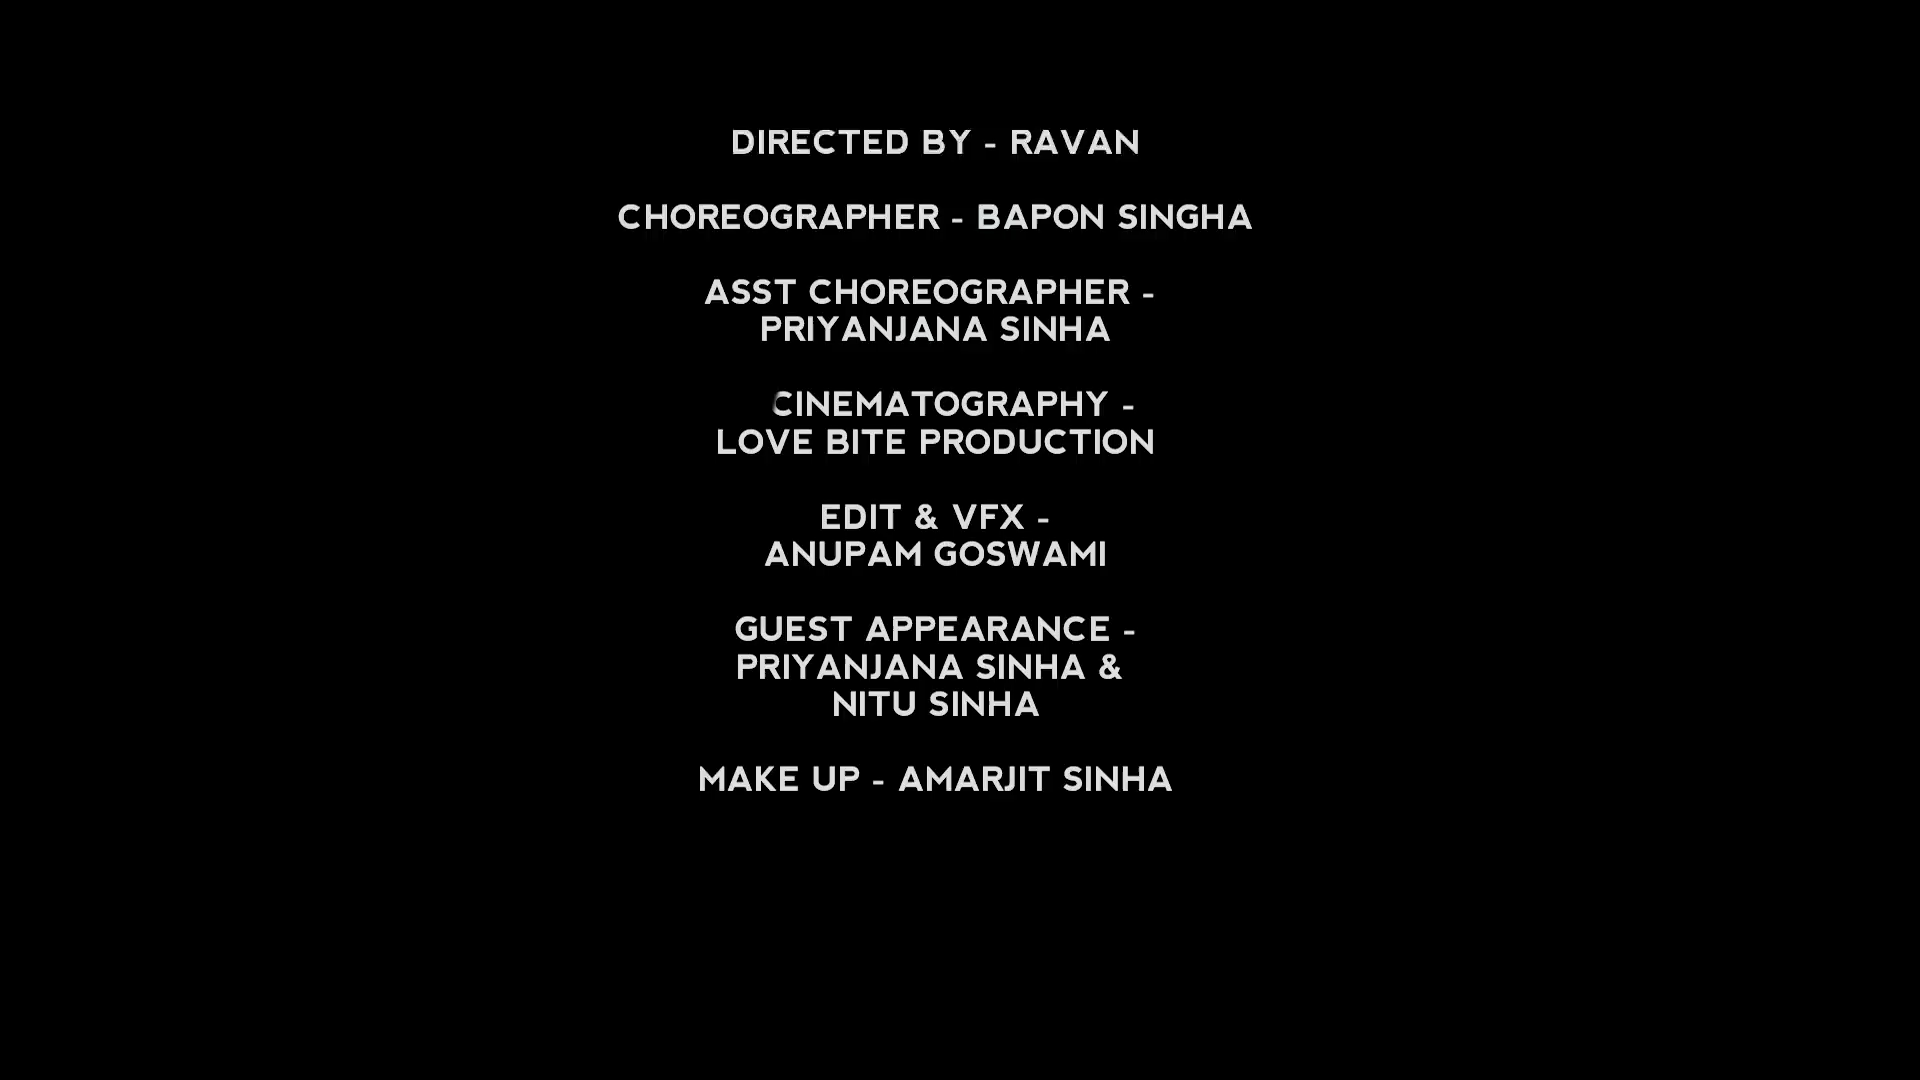 DIRECTED BY - RAVAN
CHOREOGRAPHER - BAPON SINGHA
ASST CHOREOGRAPHER -
PRIYANJANA SINHA
CINEMATOGRAPHY -
LOVE BITE PRODUCTION
EDIT & VFX -
ANUPAM GOSWAMI
GUEST APPEARANCE -
PRIYANJANA SINHA &
NITU SINHA
MAKE UP - AMARJIT SINHA